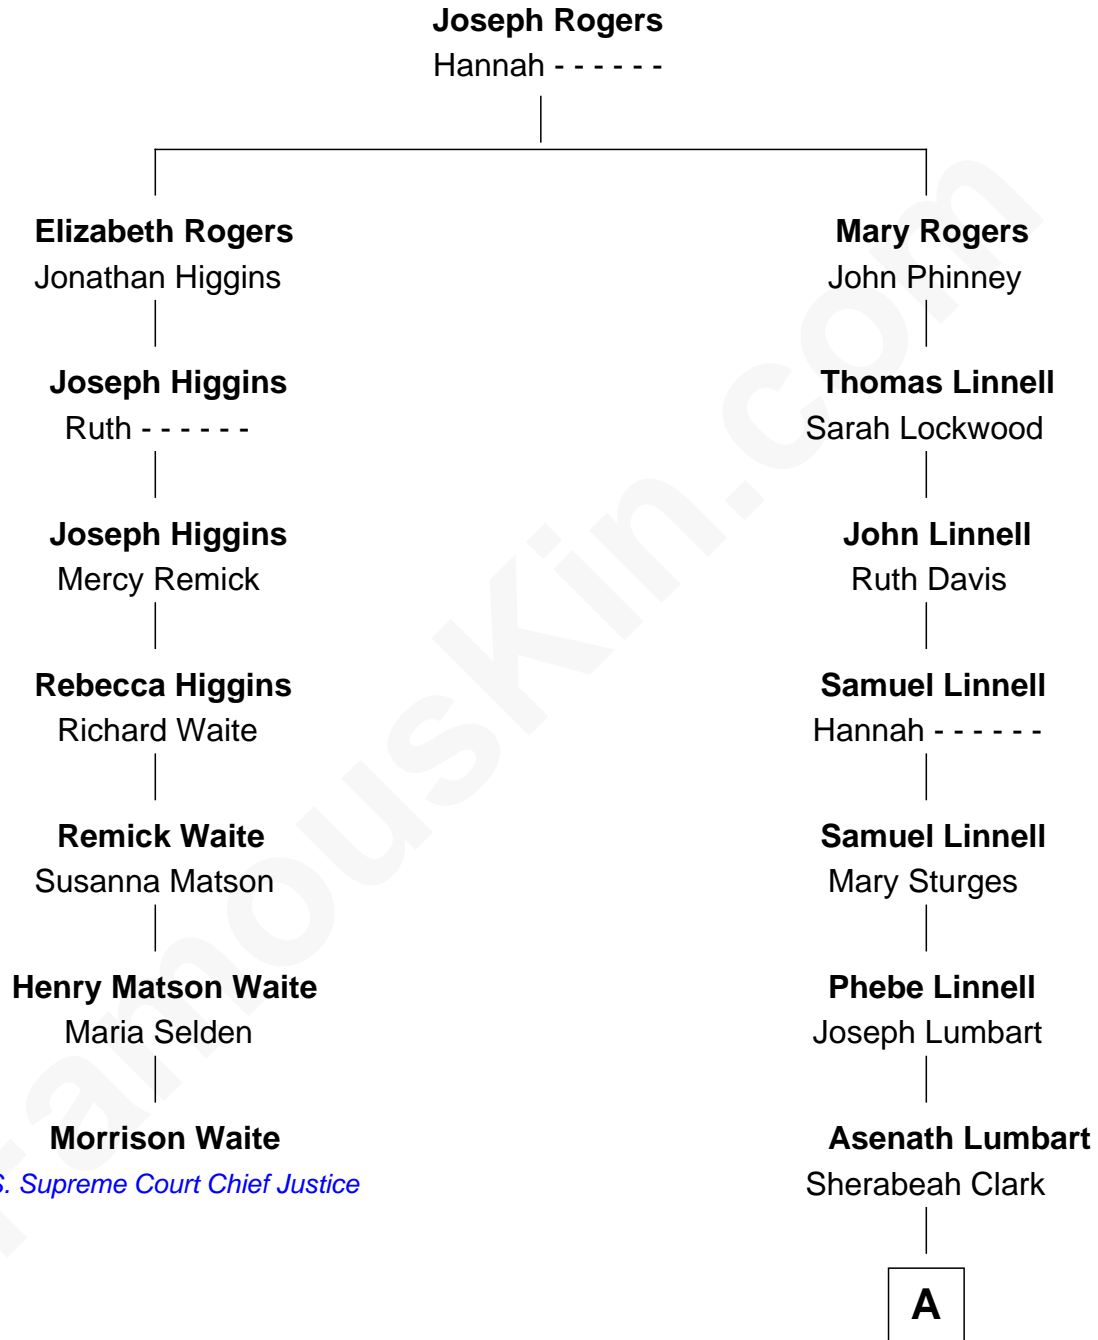 Joseph Rogers
Hannah - - - - - -
Elizabeth Rogers
Jonathan Higgins
Mary Rogers
John Phinney
Joseph Higgins
Ruth - - - - - -
Thomas Linnell
Sarah Lockwood
Joseph Higgins
Mercy Remick
John Linnell
Ruth Davis
Rebecca Higgins
Richard Waite
Samuel Linnell
Hannah - - - - - -
Remick Waite
Susanna Matson
Samuel Linnell
Mary Sturges
Henry Matson Waite
Maria Selden
Phebe Linnell
Joseph Lumbart
Morrison Waite
S. Supreme Court Chief Justice
Asenath Lumbart
Sherabeah Clark
A
FamousKin.com